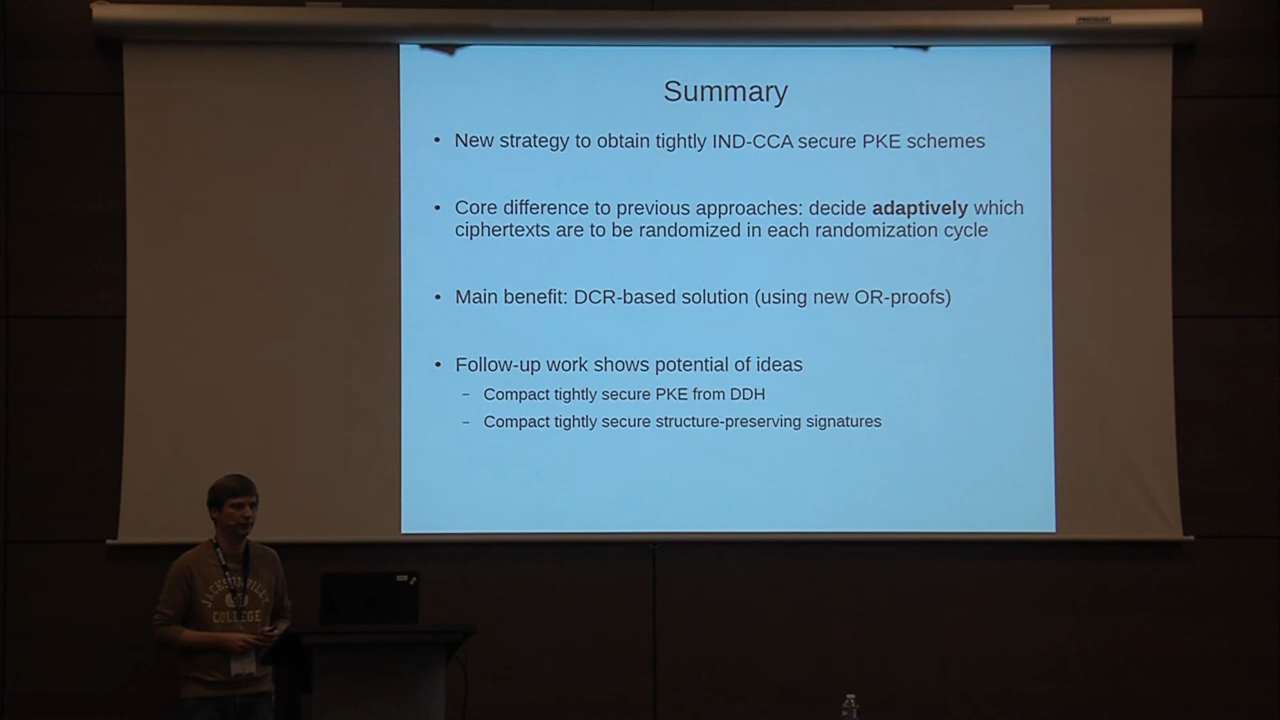 Summary
• New strategy to obtain tightly IND-CCA secure PKE schemes
• Core difference to previous approaches: decide adaptively which
ciphertexts are to be randomized in each randomization cycle
• Main benefit: DCR-based solution (using new OR-proofs)
• Follow-up work shows potential of ideas
– Compact tightly secure PKE from DDH
– Compact tightly secure structure-preserving signatures
JACKSONVILLE
COLLEGE